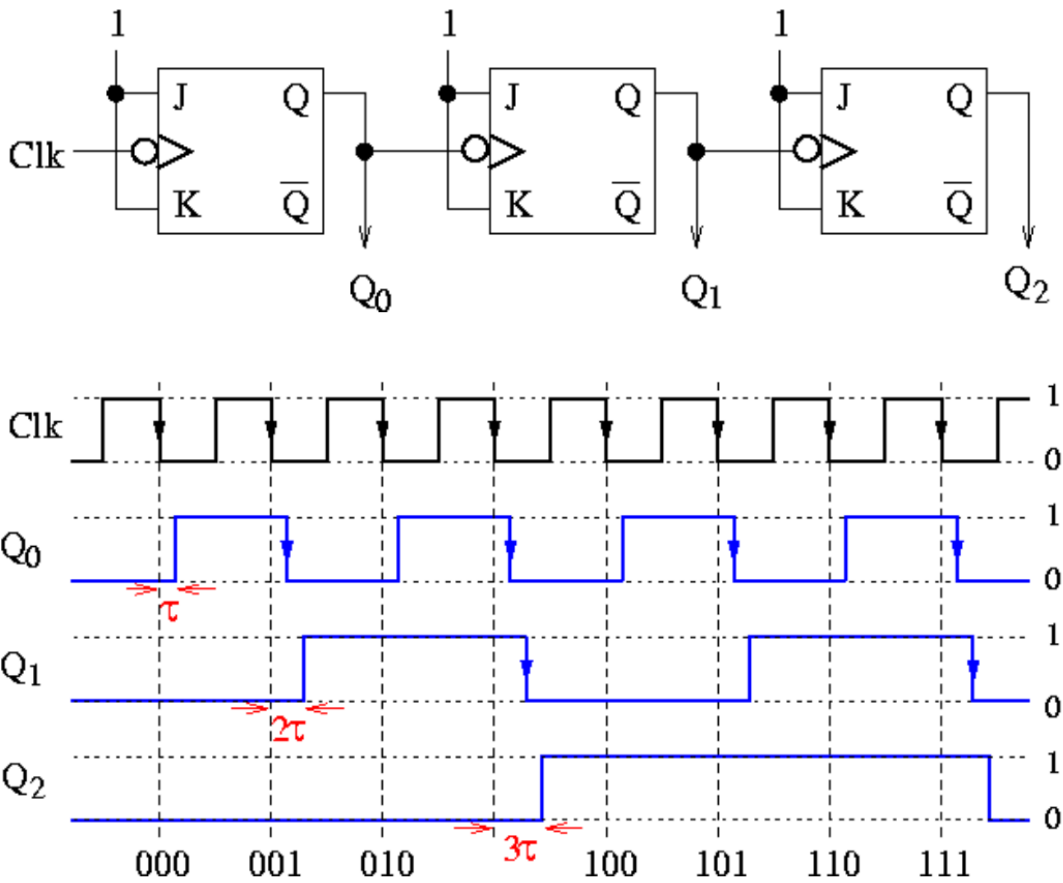 1 1 1
J Q J Q J Q
Clk
K Q̅ K Q̅ K Q̅
Q₀ Q₁ Q₂
Clk 1
0
Q₀ 1
0
τ
Q₁ 1
0
2τ
Q₂ 1
0
3τ
000 001 010 100 101 110 111